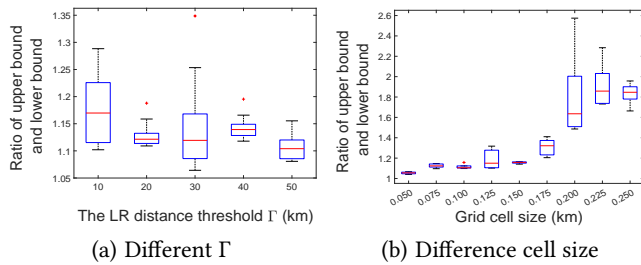 Ratio of upper bound
and lower bound
1.35
1.3
1.25
1.2
1.15
1.1
1.05
10 20 30 40 50
The LR distance threshold Γ (km)
(a) Different Γ
Ratio of upper bound
and lower bound
2.6
2.4
2.2
2
1.8
1.6
1.4
1.2
1
0.050 0.075 0.100 0.125 0.150 0.175 0.200 0.225 0.250
Grid cell size (km)
(b) Difference cell size